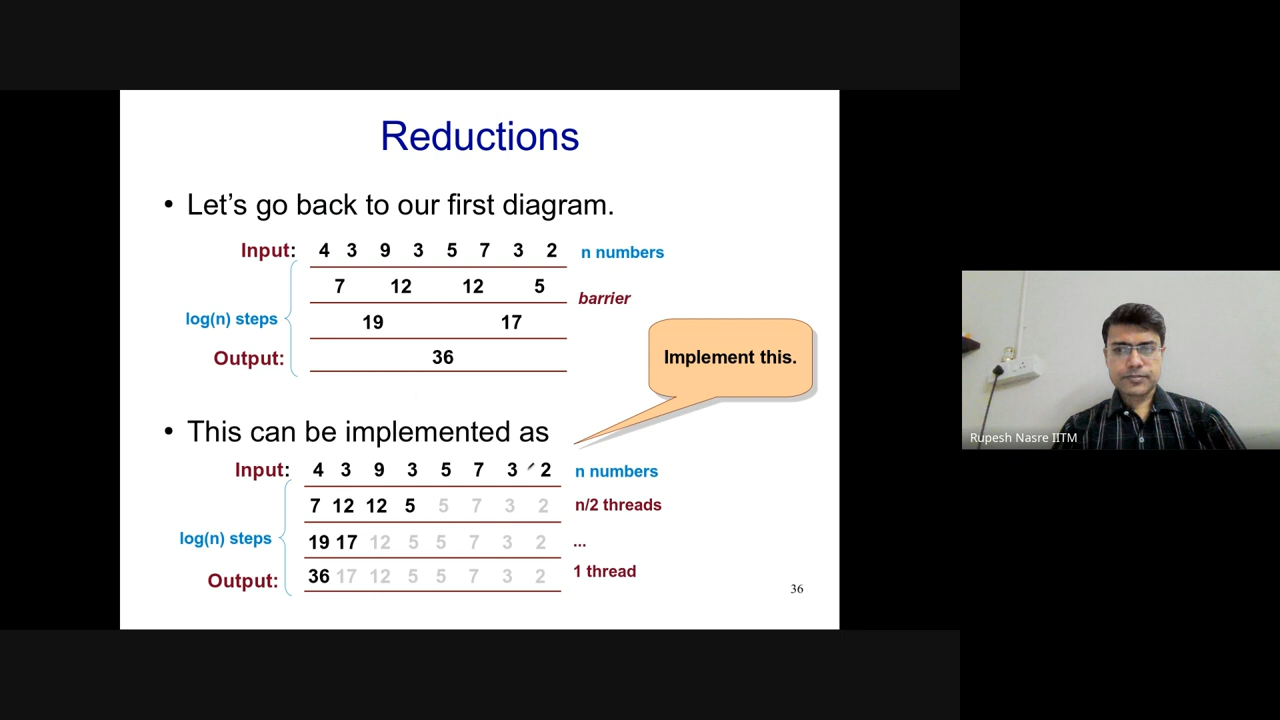 Reductions
• Let's go back to our first diagram.
Input: 4 3 9 3 5 7 3 2 n numbers
7 12 12 5
barrier
log(n) steps 19 17
Output: 36
Implement this.
• This can be implemented as
Input: 4 3 9 3 5 7 3 2 n numbers
7 12 12 5 5 7 3 2 n/2 threads
log(n) steps 19 17 12 5 5 7 3 2 ...
Output: 36 17 12 5 5 7 3 2 1 thread
36
Rupesh Nasre IITM